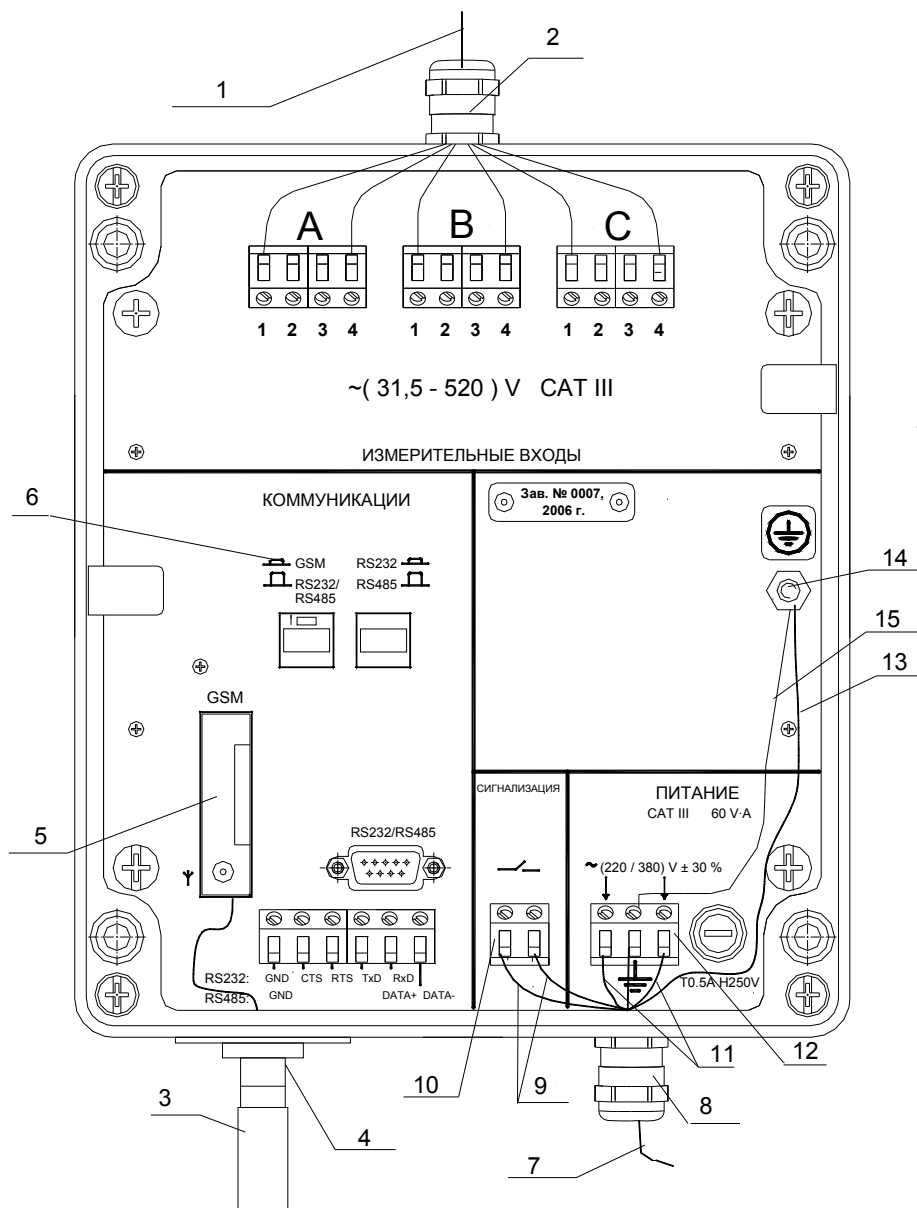 1
2
A B C
1 2 3 4 1 2 3 4 1 2 3 4
~( 31,5 - 520 ) V CAT III
ИЗМЕРИТЕЛЬНЫЕ ВХОДЫ
6
КОММУНИКАЦИИ
GSM
RS232/
RS485
RS232
RS485
Зав. № 0007,
2006 г.
14
15
13
GSM
5
RS232/RS485
СИГНАЛИЗАЦИЯ
ПИТАНИЕ
CAT III 60 V·A
~ (220 / 380) V ± 30 %
RS232: GND CTS RTS TxD RxD
RS485: GND DATA+ DATA-
T0.5A H250V
3
4
10
9
11
12
8
7